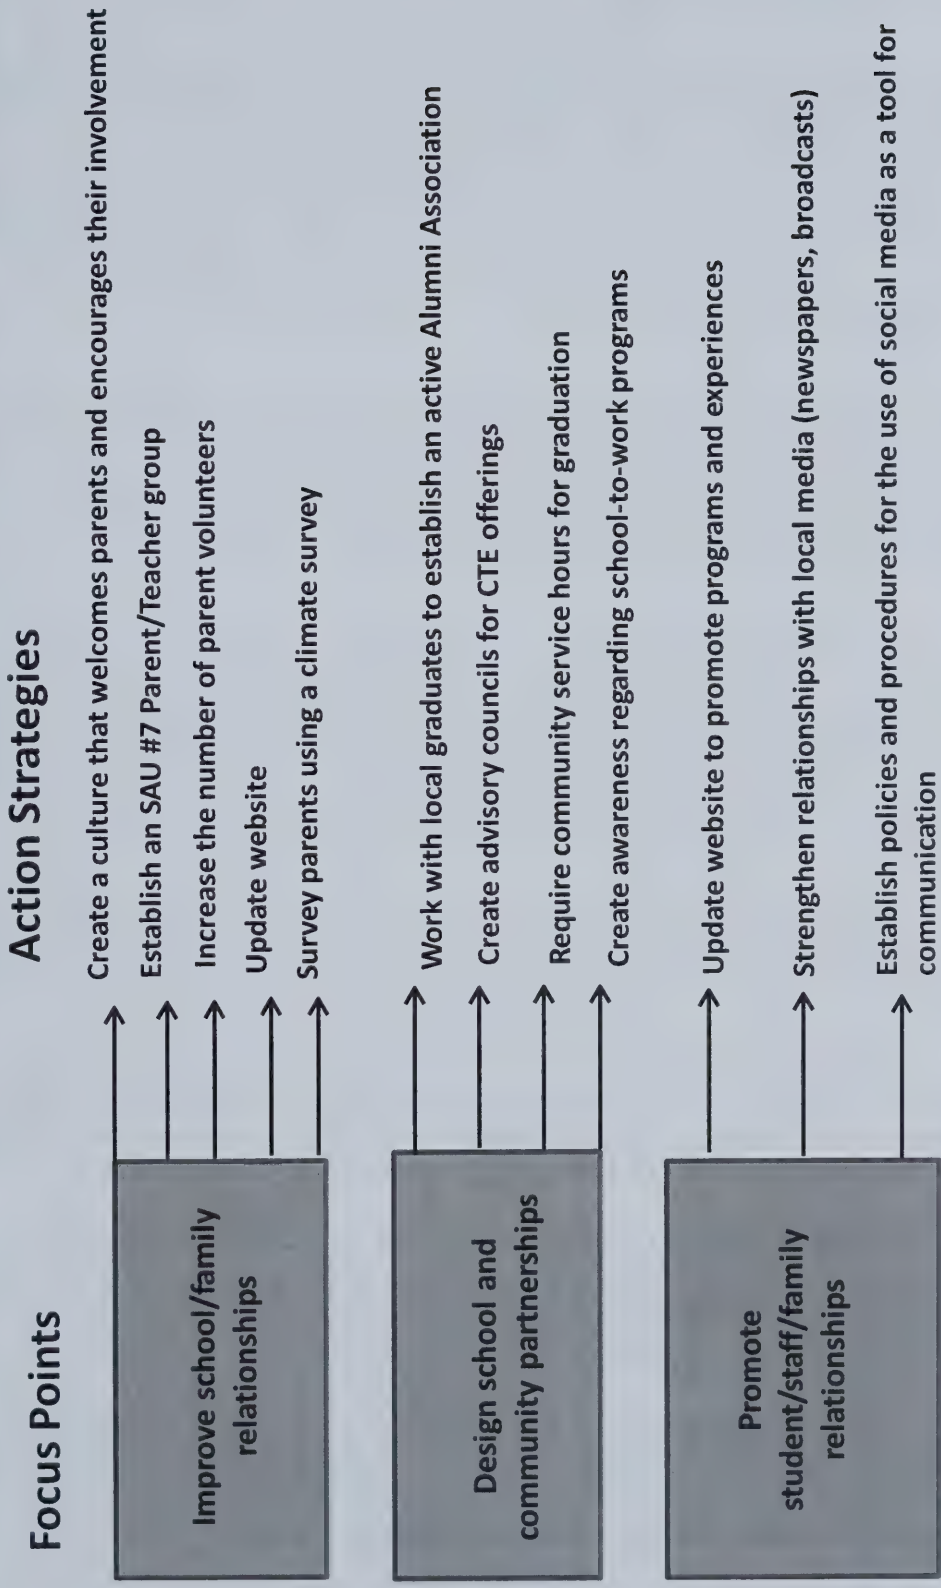 Focus Points
Action Strategies
Improve school/family
relationships
Create a culture that welcomes parents and encourages their involvement
Establish an SAU #7 Parent/Teacher group
Increase the number of parent volunteers
Update website
Survey parents using a climate survey
Design school and
community partnerships
Work with local graduates to establish an active Alumni Association
Create advisory councils for CTE offerings
Require community service hours for graduation
Create awareness regarding school-to-work programs
Promote
student/staff/family
relationships
Update website to promote programs and experiences
Strengthen relationships with local media (newspapers, broadcasts)
Establish policies and procedures for the use of social media as a tool for
communication